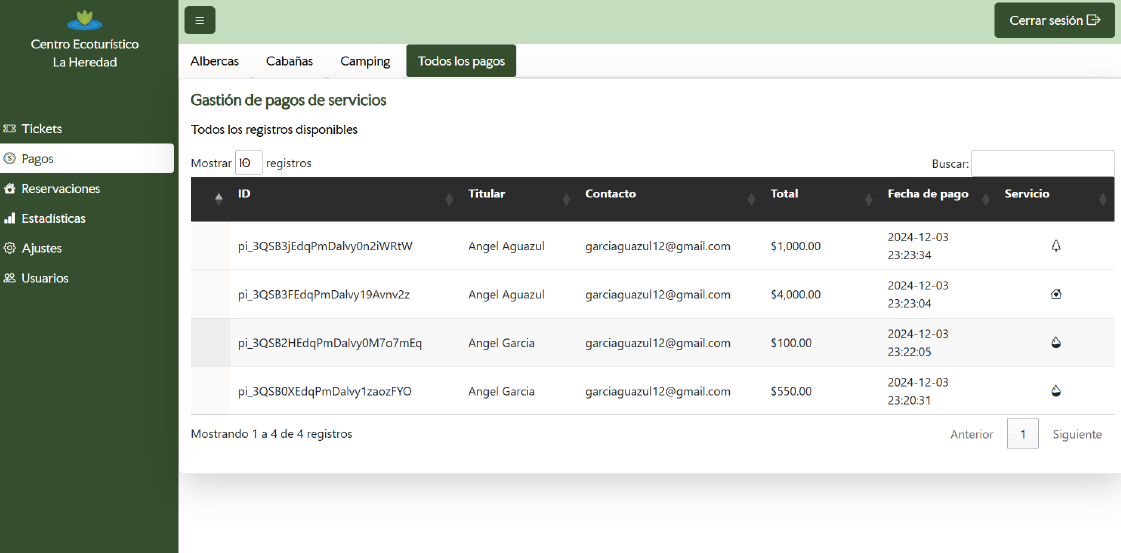 Centro Ecoturístico
La Heredad
Cerrar sesión
Albercas Cabañas Camping Todos los pagos
Tickets
Pagos
Reservaciones
Estadísticas
Ajustes
Usuarios
Gastión de pagos de servicios
Todos los registros disponibles
Mostrar 10 registros Buscar:
ID Titular Contacto Total Fecha de pago Servicio
pi_3QSB3jEdqPmDalvy0n2iWRtW Angel Aguazul garciaguazul12@gmail.com $1,000.00 2024-12-03
23:23:34
pi_3QSB3FEdqPmDalvy19Avnv2z Angel Aguazul garciaguazul12@gmail.com $4,000.00 2024-12-03
23:23:04
pi_3QSB2HEdqPmDalvy0M7o7mEq Angel Garcia garciaguazul12@gmail.com $100.00 2024-12-03
23:22:05
pi_3QSB0XEdqPmDalvy1zaozFYO Angel Garcia garciaguazul12@gmail.com $550.00 2024-12-03
23:20:31
Mostrando 1 a 4 de 4 registros
Anterior 1 Siguiente